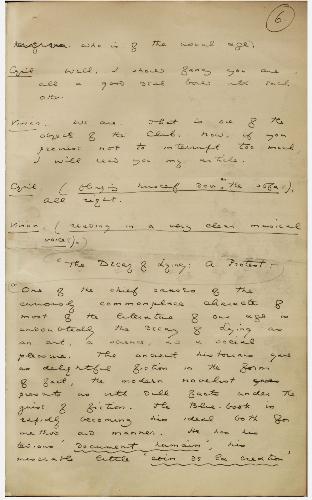 6
who is of the usual age.
Cyril. Well, I should fancy you are
all a good deal bored with each
other.
Vivian. We are. That is one of the
objects of the Club. Now, if you
promise not to interrupt too much,
I will read you my article.
Cyril. (flinging himself down on the sofa).
All right.
Vivian. (reading in a very clear musical
voice).
"The Decay of Lying: A Protest.
"One of the chief causes of the
curiously commonplace character of
most of the literature of our age is
undoubtedly the decay of Lying as
an art, a science, and a social
pleasure. The ancient historians gave
us delightful fiction in the form
of fact; the modern novelist
presents us with dull facts under the
guise of fiction. The Blue-book is
rapidly becoming his ideal both for
method and manner. He has his
tedious 'document humain', his
miserable little 'coin de la création'